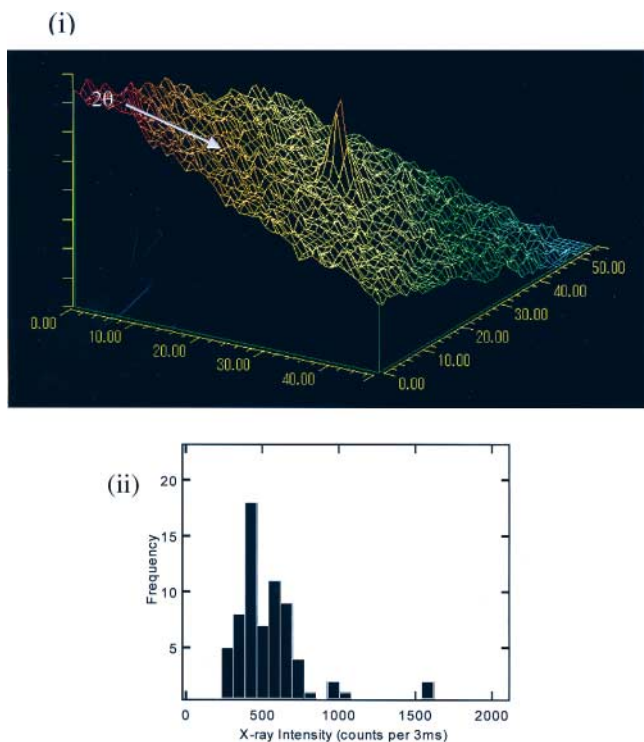 (i)
2θ
0.00 10.00 20.00 30.00 40.00
0.00 10.00 20.00 30.00 40.00 50.00
(ii)
Frequency
20
15
10
5
0 500 1000 1500 2000
X-ray Intensity (counts per 3ms)